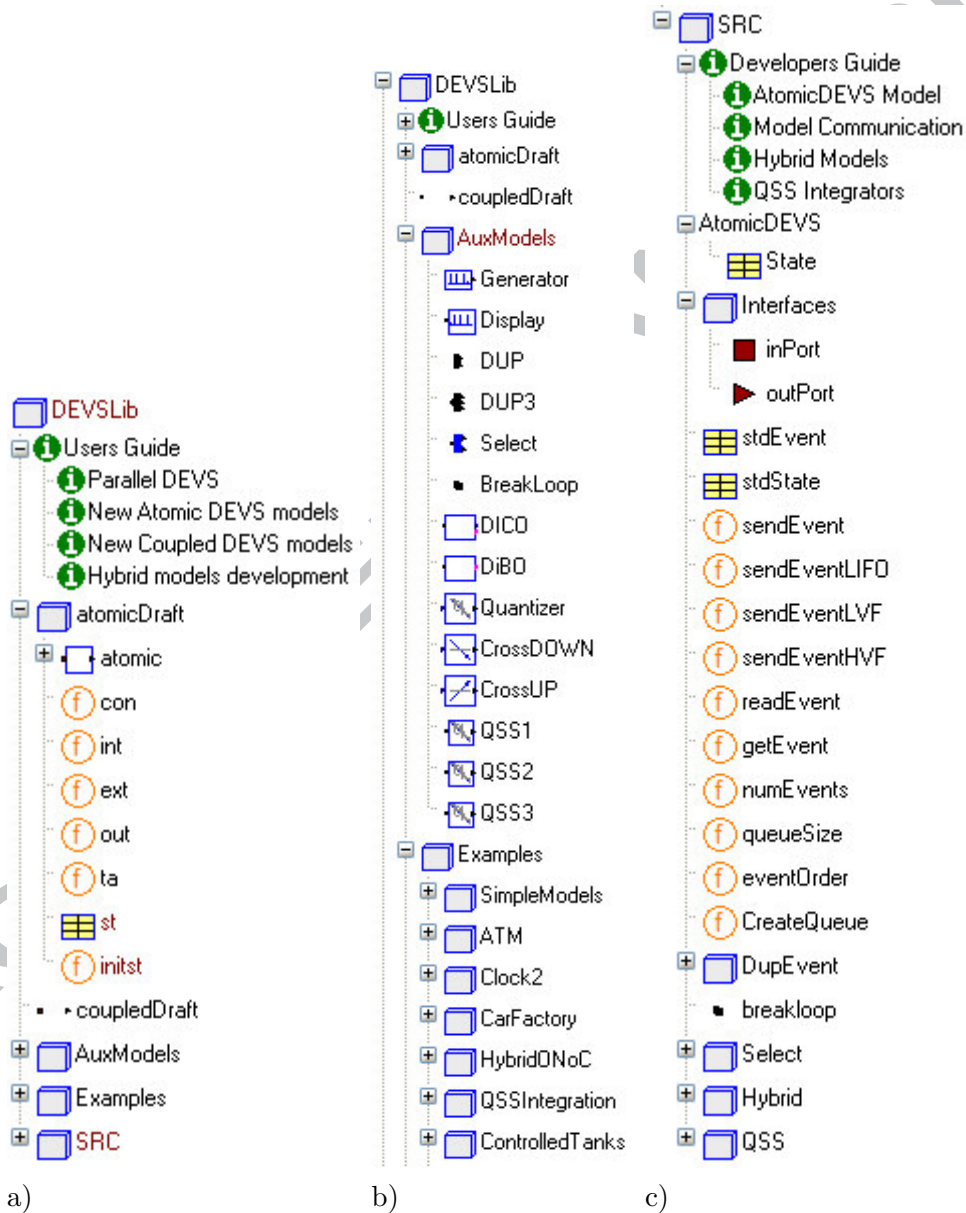 DEVSLib
Users Guide
Parallel DEVS
New Atomic DEVS models
New Coupled DEVS models
Hybrid models development
atomicDraft
atomic
con
int
ext
out
ta
st
initst
coupledDraft
AuxModels
Examples
SRC
a)
DEVSLib
Users Guide
atomicDraft
coupledDraft
AuxModels
Generator
Display
DUP
DUP3
Select
BreakLoop
DICO
DiBO
Quantizer
CrossDOWN
CrossUP
QSS1
QSS2
QSS3
Examples
SimpleModels
ATM
Clock2
CarFactory
HybridONoC
QSSIntegration
ControlledTanks
b)
SRC
Developers Guide
AtomicDEVS Model
Model Communication
Hybrid Models
QSS Integrators
AtomicDEVS
State
Interfaces
inPort
outPort
stdEvent
stdState
sendEvent
sendEventLIFO
sendEventLVF
sendEventHVF
readEvent
getEvent
numEvents
queueSize
eventOrder
CreateQueue
DupEvent
breakloop
Select
Hybrid
QSS
c)